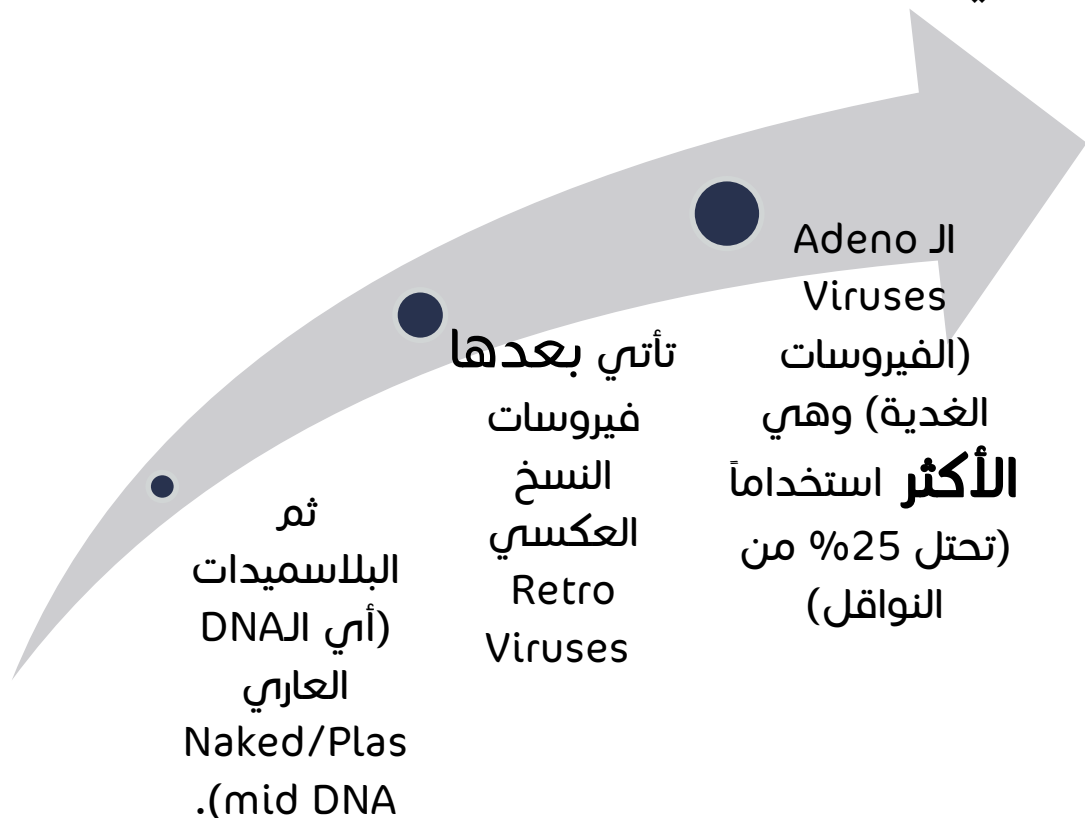 الـ Adeno
Viruses
(الفيروسات
الغدية) وهي
الأكثر استخداماً
(تحتل 25% من
النواقل)
تأتي بعدها
فيروسات
النسخ
العكسي
Retro
Viruses
ثم
البلاسميدات
(أي الـDNA
العاري
Naked/Plas
mid DNA).